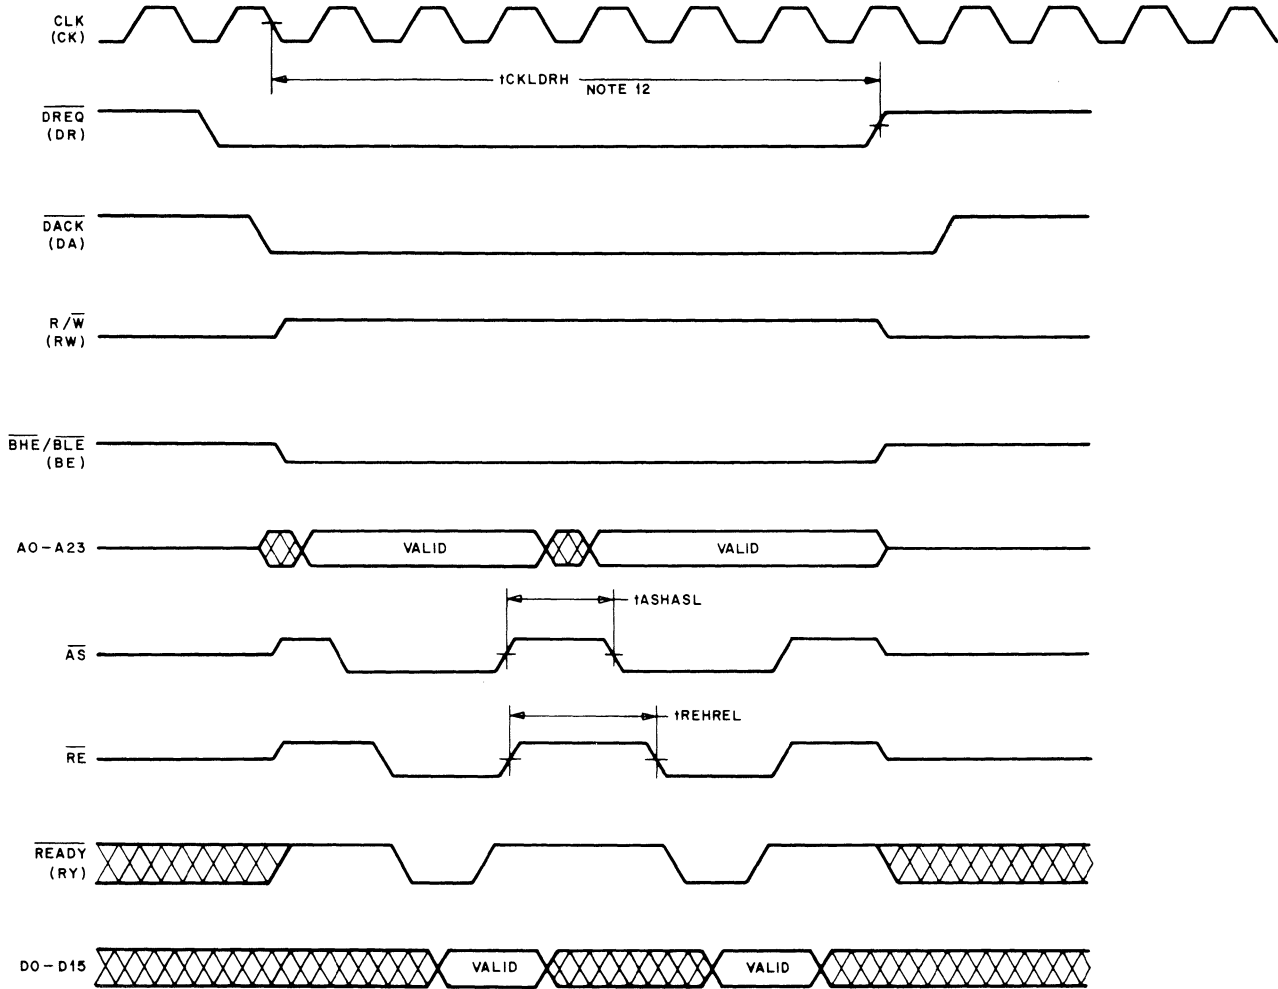 CLK
(CK)
tCKLDRH
NOTE 12
DREQ
(DR)
DACK
(DA)
R/W
(RW)
BHE/BLE
(BE)
A0-A23
VALID
VALID
tASHASL
AS
tREHREL
RE
READY
(RY)
D0-D15
VALID
VALID